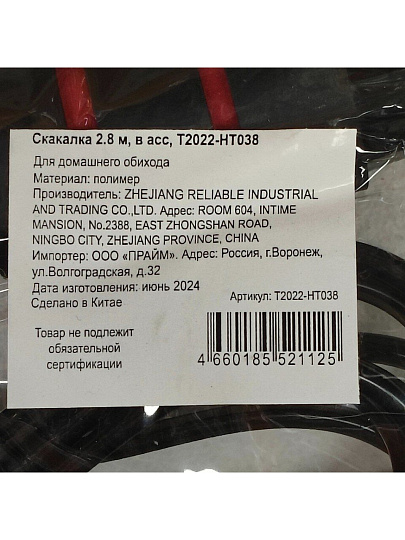 Скакалка 2.8 м, в асс, T2022-HT038
Для домашнего обихода
Материал: полимер
Производитель: ZHEJIANG RELIABLE INDUSTRIAL
AND TRADING CO.,LTD. Адрес: ROOM 604, INTIME
MANSION, No.2388, EAST ZHONGSHAN ROAD,
NINGBO CITY, ZHEJIANG PROVINCE, CHINA
Импортер: ООО «ПРАЙМ». Адрес: Россия, г.Воронеж,
ул.Волгоградская, д.32
Дата изготовления: июнь 2024
Сделано в Китае
Артикул: T2022-HT038
Товар не подлежит
обязательной
сертификации
4 660185 521125